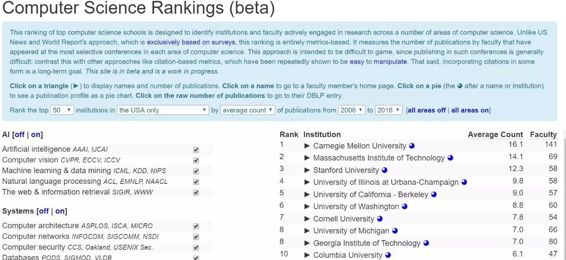 Computer Science Rankings (beta)
This ranking of top computer science schools is designed to identify institutions and faculty actively engaged in research across a number of areas of computer science. Unlike US
News and World Report's approach, which is exclusively based on surveys, this ranking is entirely metrics-based. It measures the number of publications by faculty that have
appeared at the most selective conferences in each area of computer science. This approach is intended to be difficult to game, since publishing in such conferences is generally
difficult: contrast this with other approaches like citation-based metrics, which have been repeatedly shown to be easy to manipulate. That said, incorporating citations in some
form is a long-term goal. This site is in beta and is a work in progress.
Click on a triangle (►) to display names and number of publications. Click on a name to go to a faculty member's home page. Click on a pie (the after a name or institution)
to see a publication profile as a pie chart. Click on the raw number of publications to go to their DBLP entry.
Rank the top 50 institutions in the USA only by average count of publications from 2006 to 2016 [all areas off | all areas on]
AI [off | on]
Artificial intelligence AAAI, IJCAI
Computer vision CVPR, ECCV, ICCV
Machine learning & data mining ICML, KDD, NIPS
Natural language processing ACL, EMNLP, NAACL
The web & information retrieval SIGIR, WWW
Systems [off | on]
Computer architecture ASPLOS, ISCA, MICRO
Computer networks INFOCOM, SIGCOMM, NSDI
Computer security CCS, Oakland, USENIX Sec.
Databases PODS, SIGMOD, VLDB
Rank Institution Average Count Faculty
1 ► Carnegie Mellon University 16.1 141
2 ► Massachusetts Institute of Technology 14.1 69
3 ► Stanford University 12.3 58
4 ► University of Illinois at Urbana-Champaign 9.8 58
5 ► University of California - Berkeley 9.0 57
6 ► University of Washington 8.8 60
7 ► Cornell University 7.8 54
8 ► University of Michigan 7.0 66
8 ► Georgia Institute of Technology 7.0 80
10 ► Columbia University 6.1 47